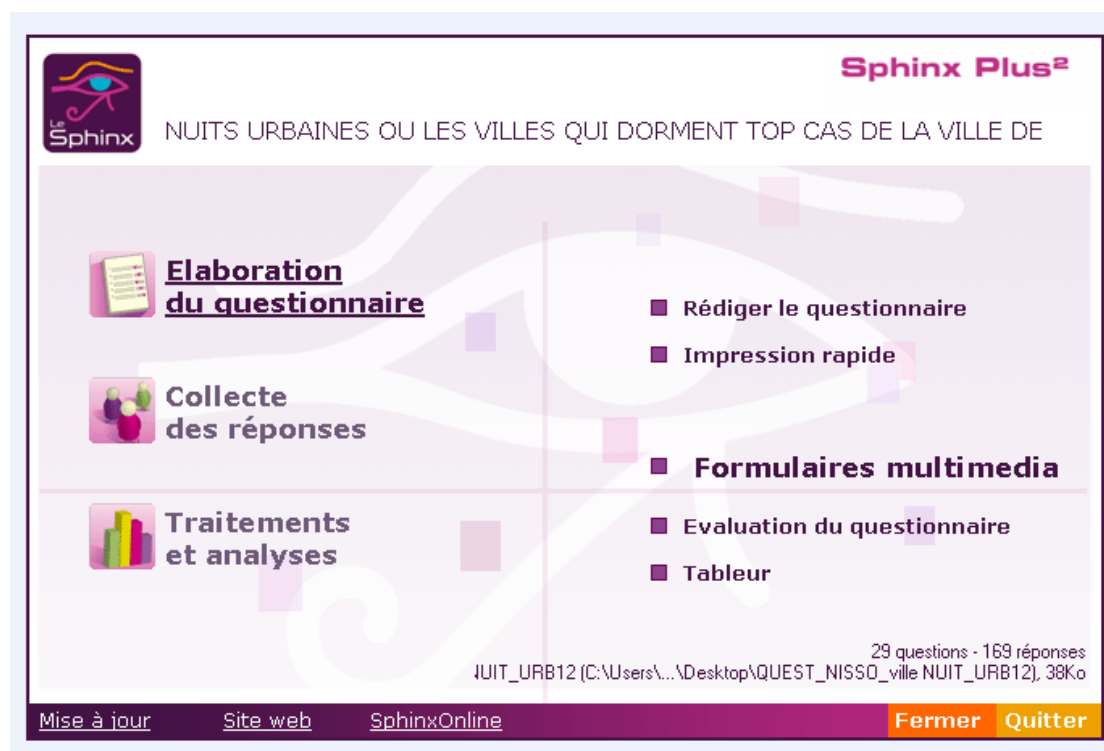 Sphinx Plus²
Le
Sphinx
NUITS URBAINES OU LES VILLES QUI DORMENT TOP CAS DE LA VILLE DE
Elaboration
du questionnaire
Collecte
des réponses
Traitements
et analyses
Rédiger le questionnaire
Impression rapide
Formulaires multimedia
Evaluation du questionnaire
Tableur
29 questions - 169 réponses
IUIT_URB12 (C:\Users\...\Desktop\QUEST_NISSO_ville NUIT_URB12), 38Ko
Mise à jour Site web SphinxOnline Fermer Quitter